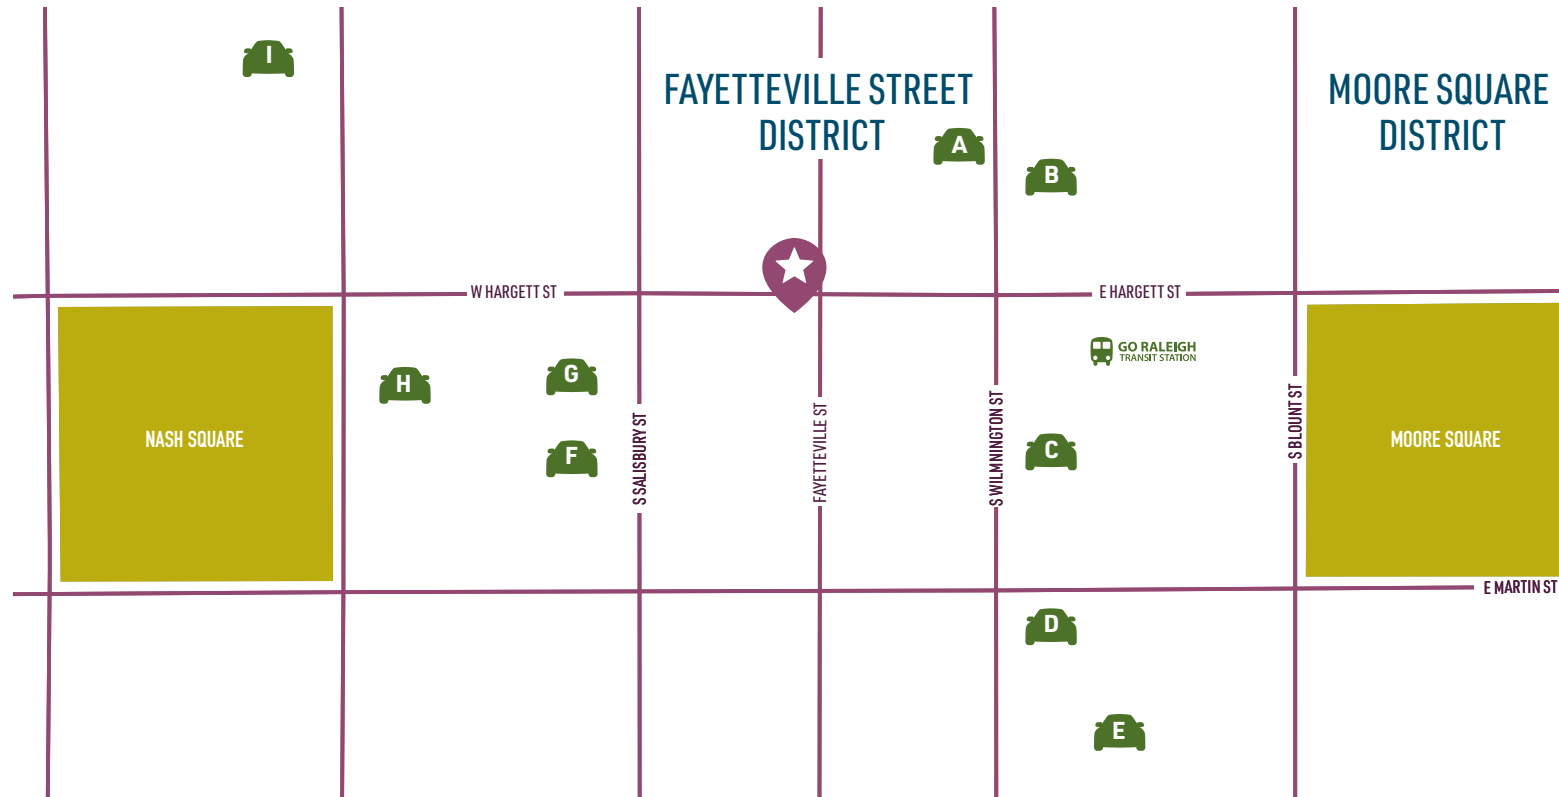 I
FAYETTEVILLE STREET
DISTRICT
MOORE SQUARE
DISTRICT
A
B
W HARGETT ST
E HARGETT ST
GO RALEIGH
TRANSIT STATION
H
G
F
C
NASH SQUARE
S SALISBURY ST
FAYETTEVILLE ST
S WILMNINGTON ST
S BLOUNT ST
MOORE SQUARE
E MARTIN ST
D
E